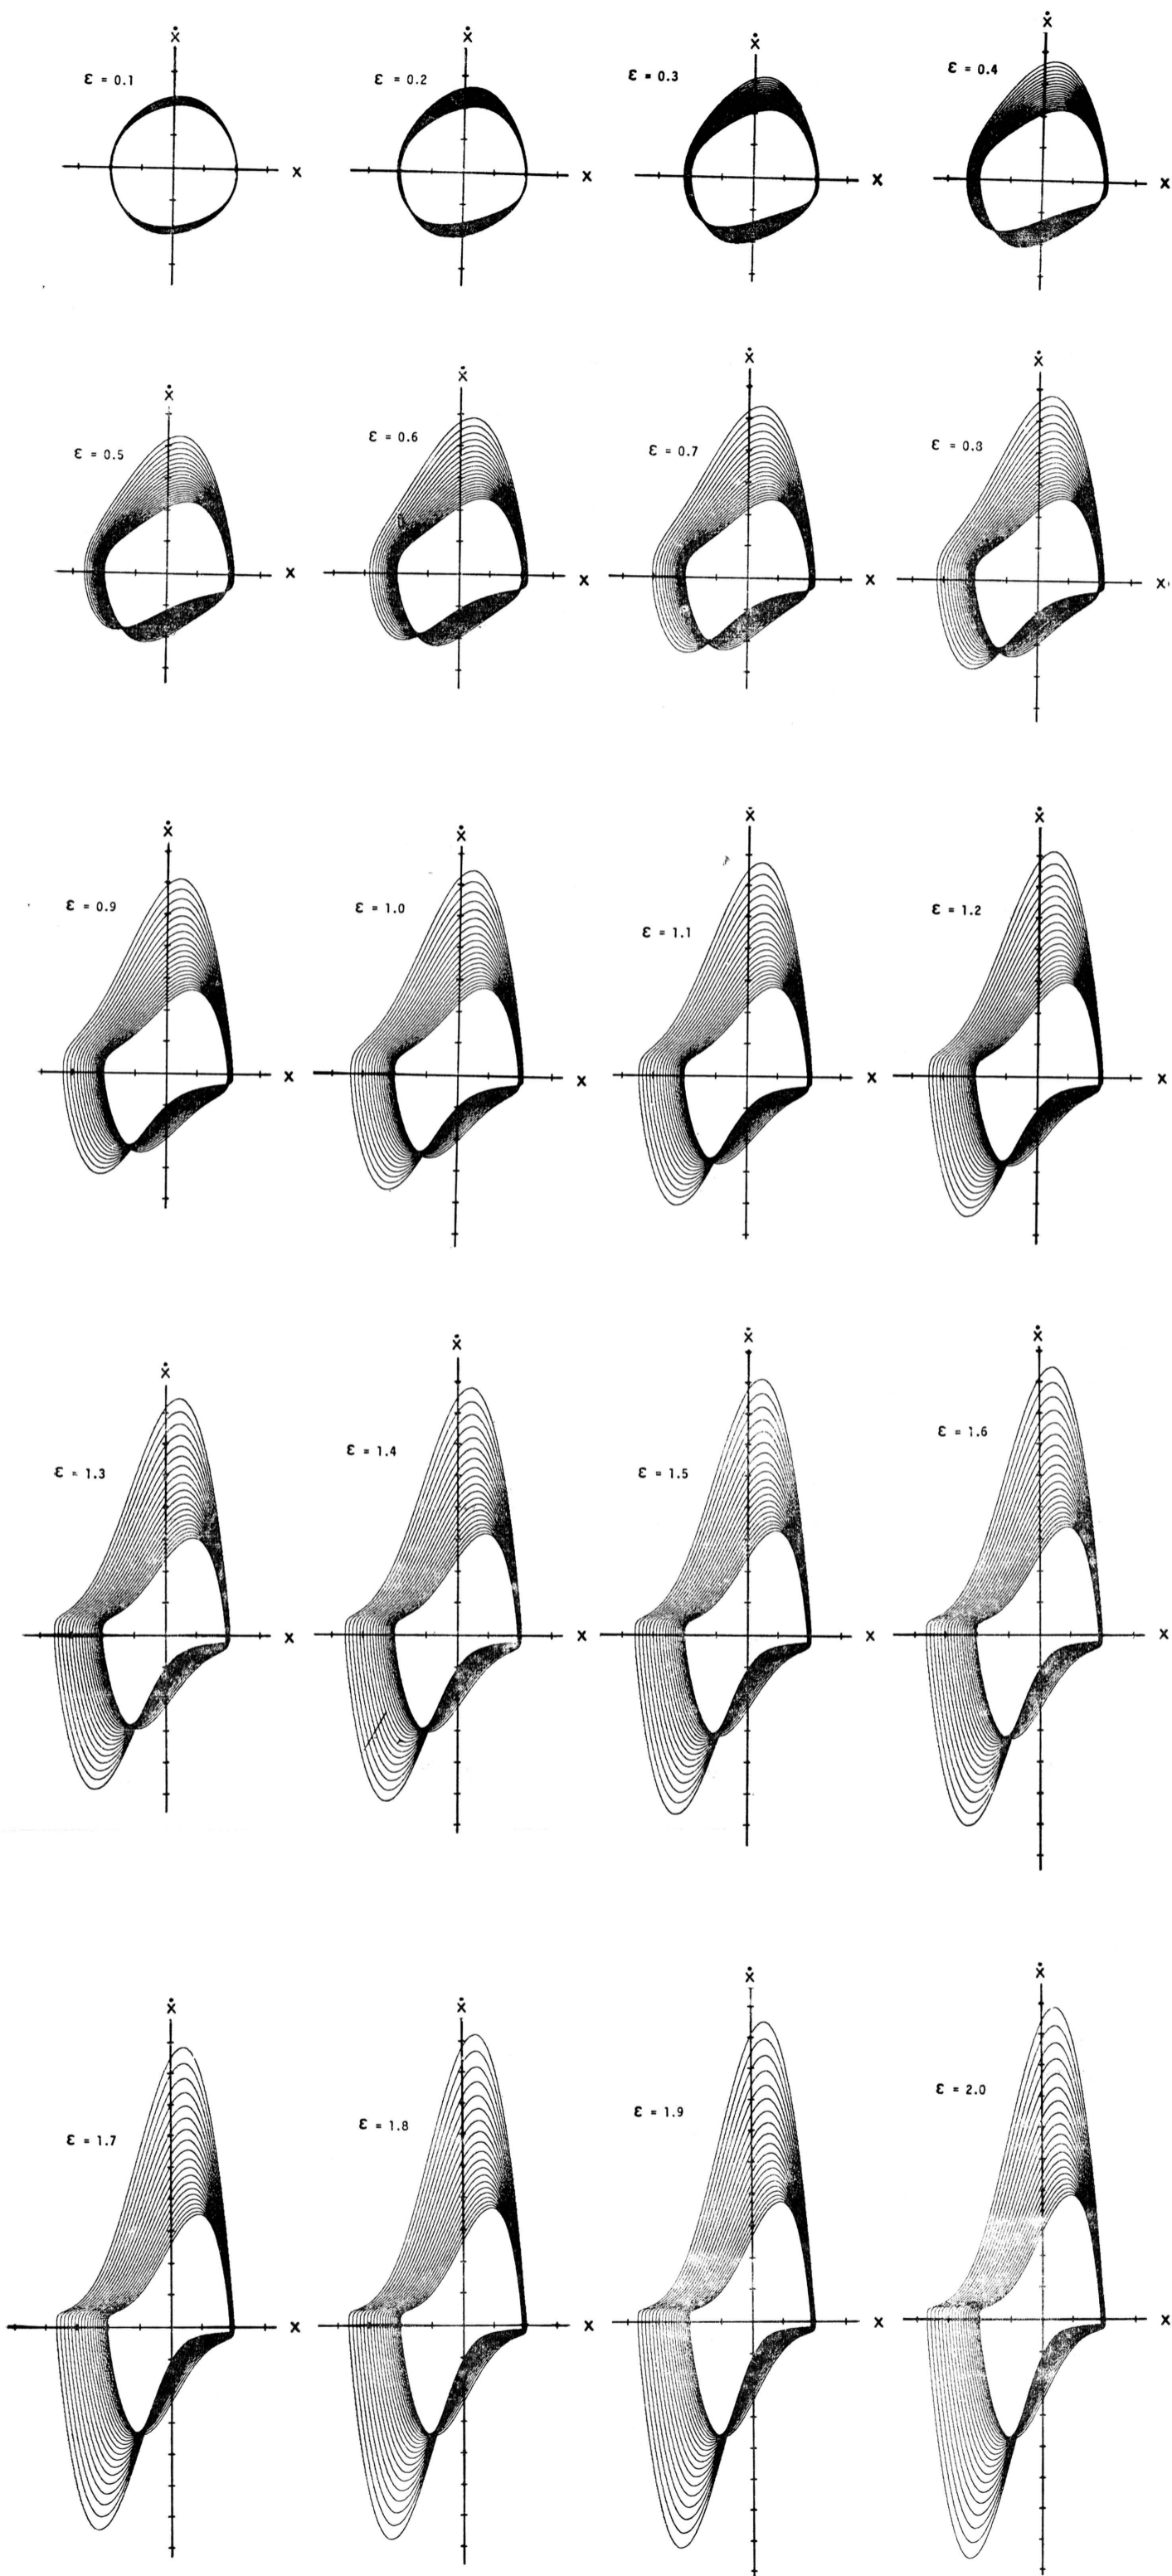 Ẋ Ẋ Ẋ Ẋ
ε = 0.1 ε = 0.2 ε = 0.3 ε = 0.4
X X X X
Ẋ Ẋ Ẋ Ẋ
ε = 0.5 ε = 0.6 ε = 0.7 ε = 0.8
X X X X
Ẋ Ẋ Ẋ Ẋ
ε = 0.9 ε = 1.0 ε = 1.1 ε = 1.2
X X X X
Ẋ Ẋ Ẋ Ẋ
ε = 1.3 ε = 1.4 ε = 1.5 ε = 1.6
X X X X
Ẋ Ẋ Ẋ Ẋ
ε = 1.7 ε = 1.8 ε = 1.9 ε = 2.0
X X X X